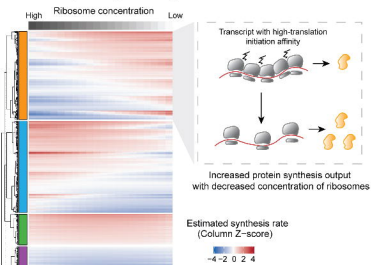 Ribosome concentration
High
Low
Transcript with high-translation
initiation affinity
Increased protein synthesis output
with decreased concentration of ribosomes
Estimated synthesis rate
(Column Z−score)
−4 −2 0 2 4